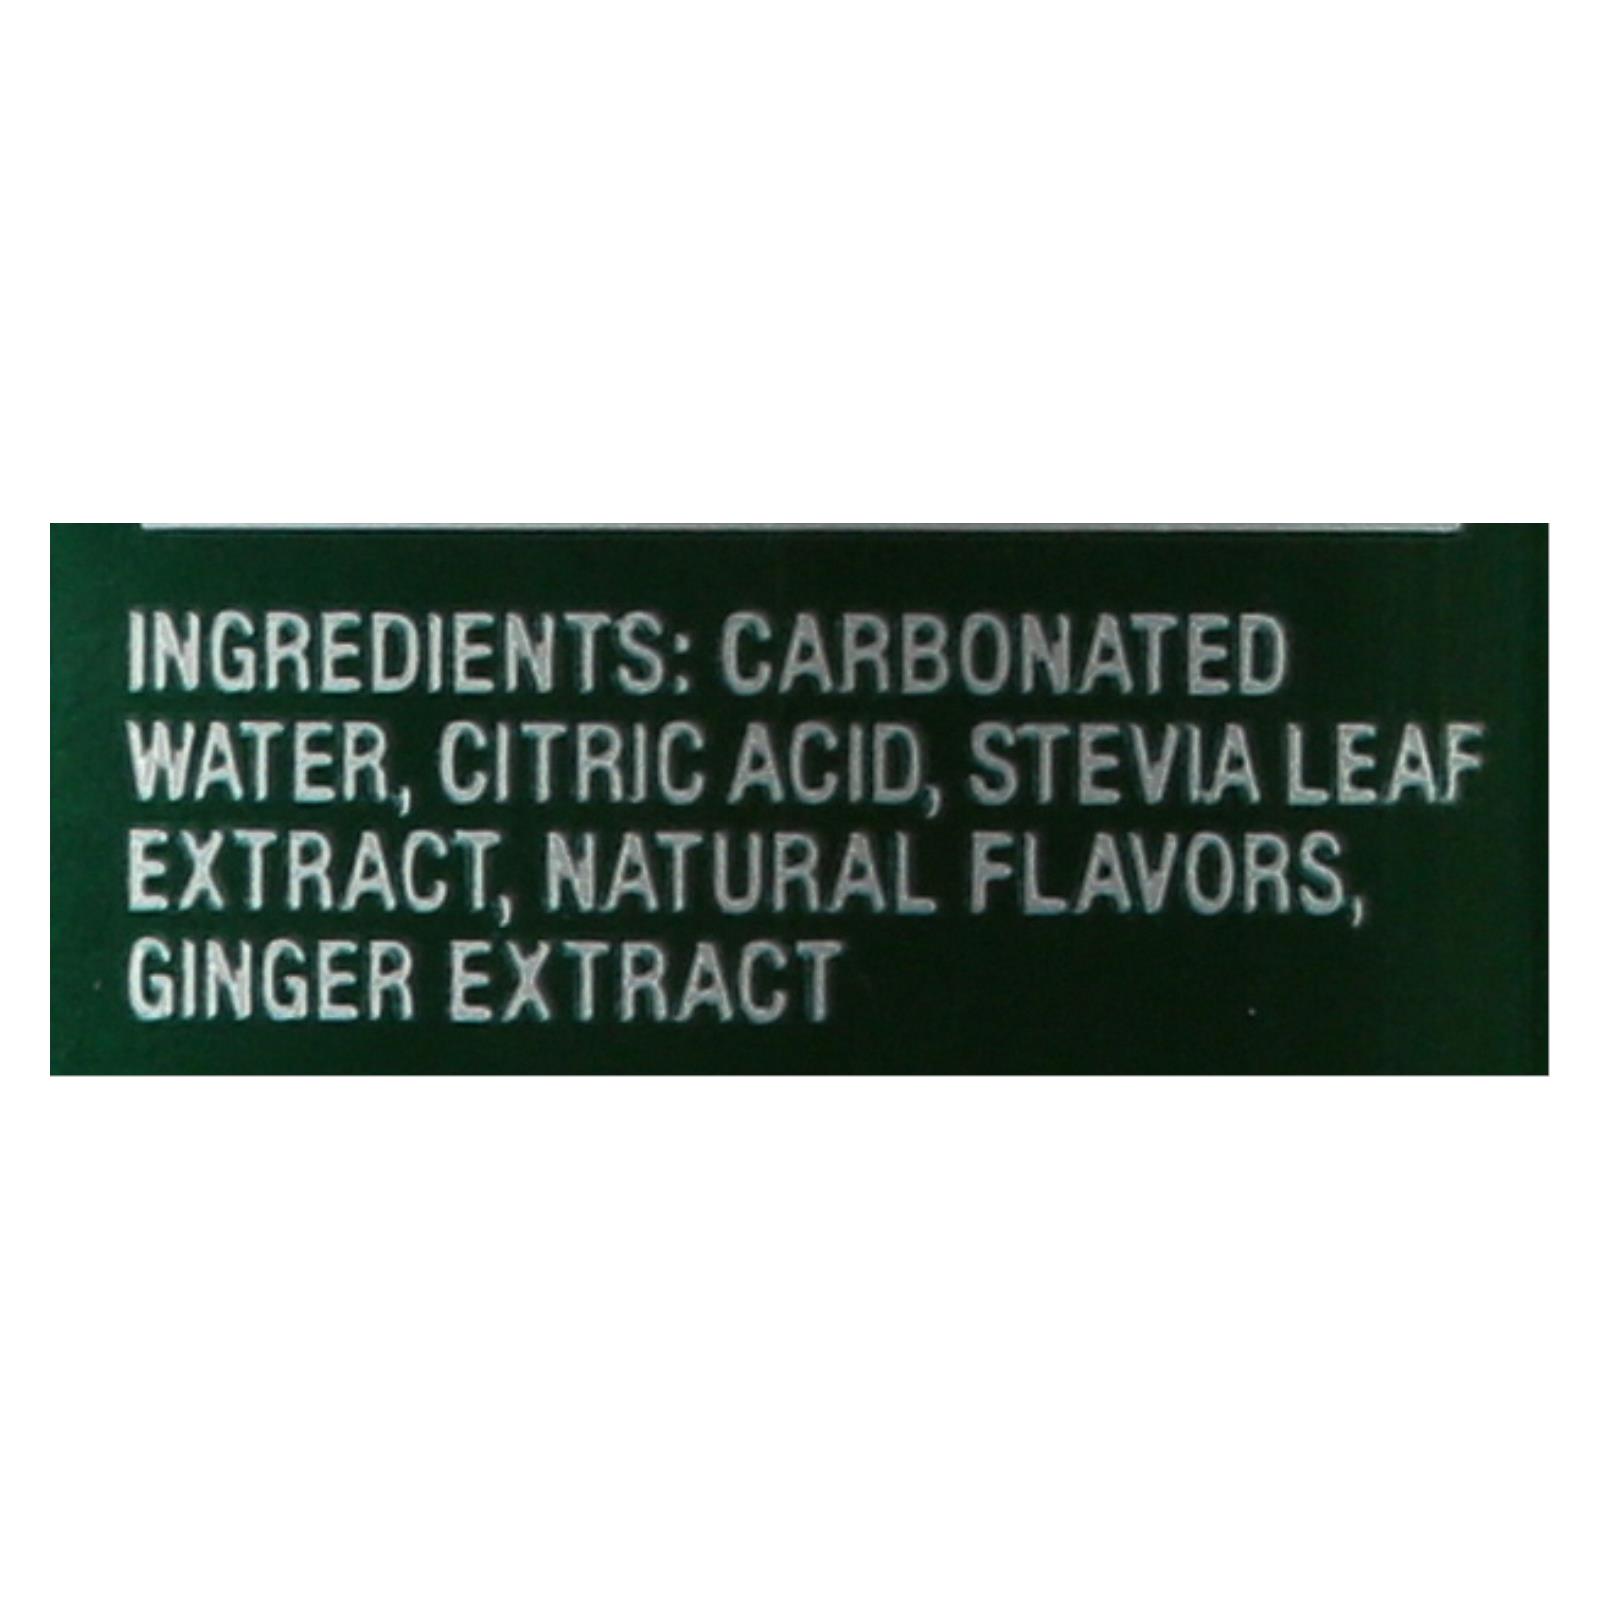 INGREDIENTS: CARBONATED
WATER, CITRIC ACID, STEVIA LEAF
EXTRACT, NATURAL FLAVORS,
GINGER EXTRACT